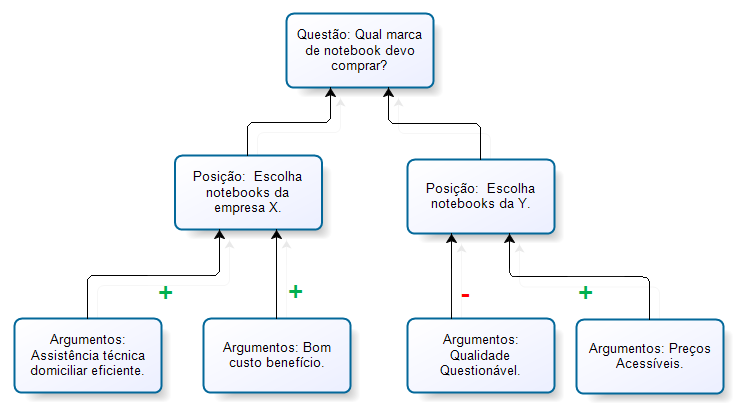 Questão: Qual marca
de notebook devo
comprar?
Posição:  Escolha
notebooks da
empresa X.
Posição:  Escolha
notebooks da Y.
+
+
-
+
Argumentos:
Assistência técnica
domiciliar eficiente.
Argumentos: Bom
custo benefício.
Argumentos:
Qualidade
Questionável.
Argumentos: Preços
Acessíveis.